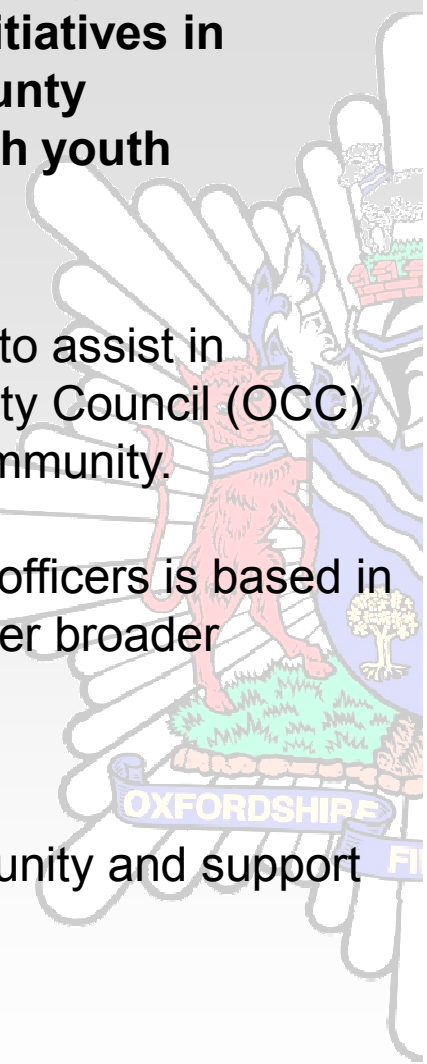 itiatives in
unty
h youth
to assist in
ty Council (OCC)
mmunity.
officers is based in
er broader
OXFORDSHIRE
unity and support
FI